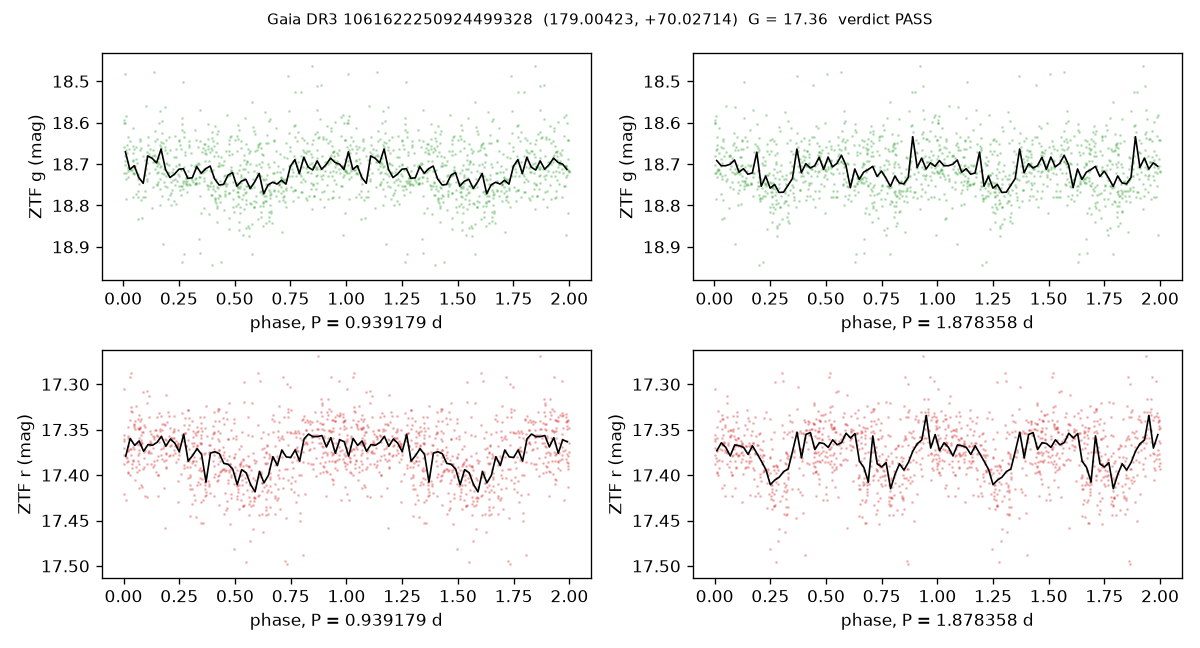 Gaia DR3 1061622250924499328 (179.00423, +70.02714) G = 17.36 verdict PASS
ZTF g (mag)
18.5
18.6
18.7
18.8
18.9
0.00 0.25 0.50 0.75 1.00 1.25 1.50 1.75 2.00
phase, P = 0.939179 d
ZTF g (mag)
18.5
18.6
18.7
18.8
18.9
0.00 0.25 0.50 0.75 1.00 1.25 1.50 1.75 2.00
phase, P = 1.878358 d
ZTF r (mag)
17.30
17.35
17.40
17.45
17.50
0.00 0.25 0.50 0.75 1.00 1.25 1.50 1.75 2.00
phase, P = 0.939179 d
ZTF r (mag)
17.30
17.35
17.40
17.45
17.50
0.00 0.25 0.50 0.75 1.00 1.25 1.50 1.75 2.00
phase, P = 1.878358 d